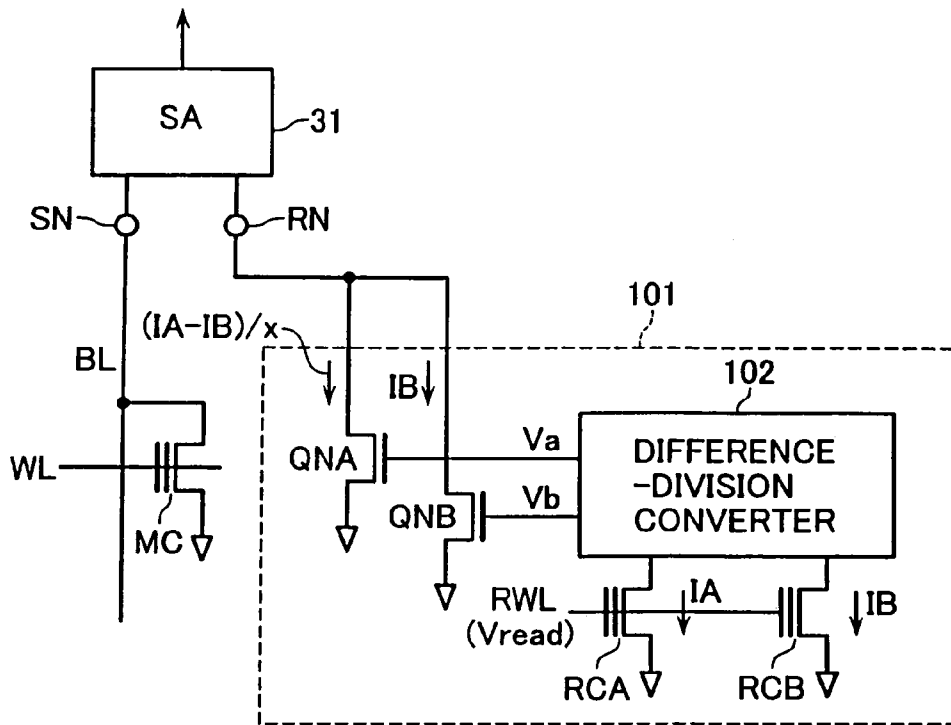 SA
31
SN
RN
101
(IA-IB)/x
BL
IB
102
QNA
Va
DIFFERENCE
-DIVISION
CONVERTER
WL
QNB
Vb
MC
RWL
(Vread)
IA
IB
RCA
RCB